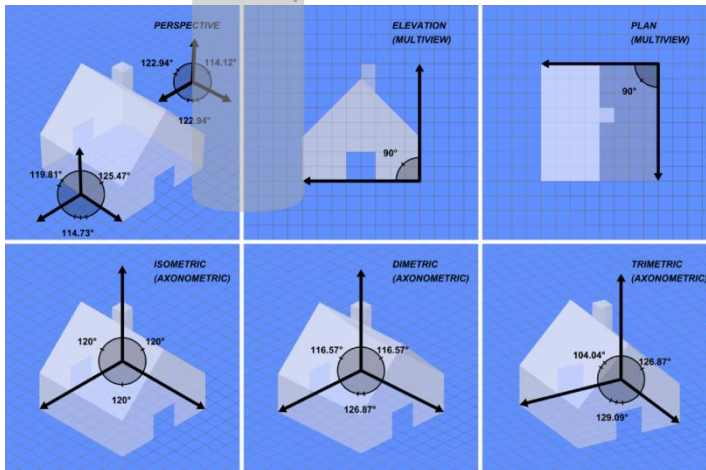 PERSPECTIVE
122.94°
114.12°
122.94°
119.81°
125.47°
114.73°
ELEVATION
(MULTIVIEW)
90°
PLAN
(MULTIVIEW)
90°
ISOMETRIC
(AXONOMETRIC)
120°
120°
120°
DIMETRIC
(AXONOMETRIC)
116.57°
116.57°
126.87°
TRIMETRIC
(AXONOMETRIC)
104.04°
126.87°
129.09°